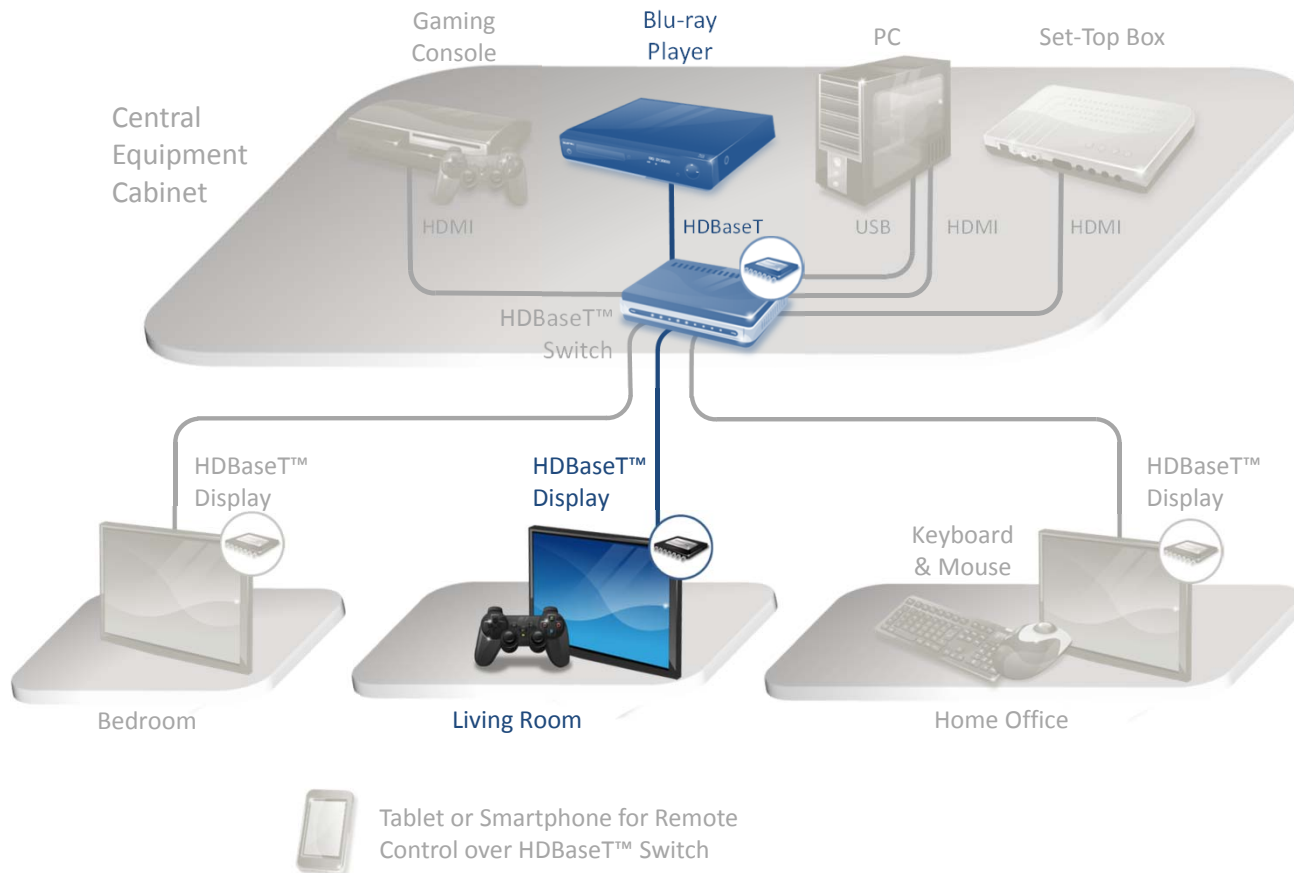 Gaming
Console
Blu-ray
Player
PC
Set-Top Box
Central
Equipment
Cabinet
HDMI
HDBaseT
USB
HDMI
HDMI
HDBaseT™
Switch
HDBaseT™
Display
HDBaseT™
Display
HDBaseT™
Display
Keyboard
& Mouse
Bedroom
Living Room
Home Office
Tablet or Smartphone for Remote
Control over HDBaseT™ Switch